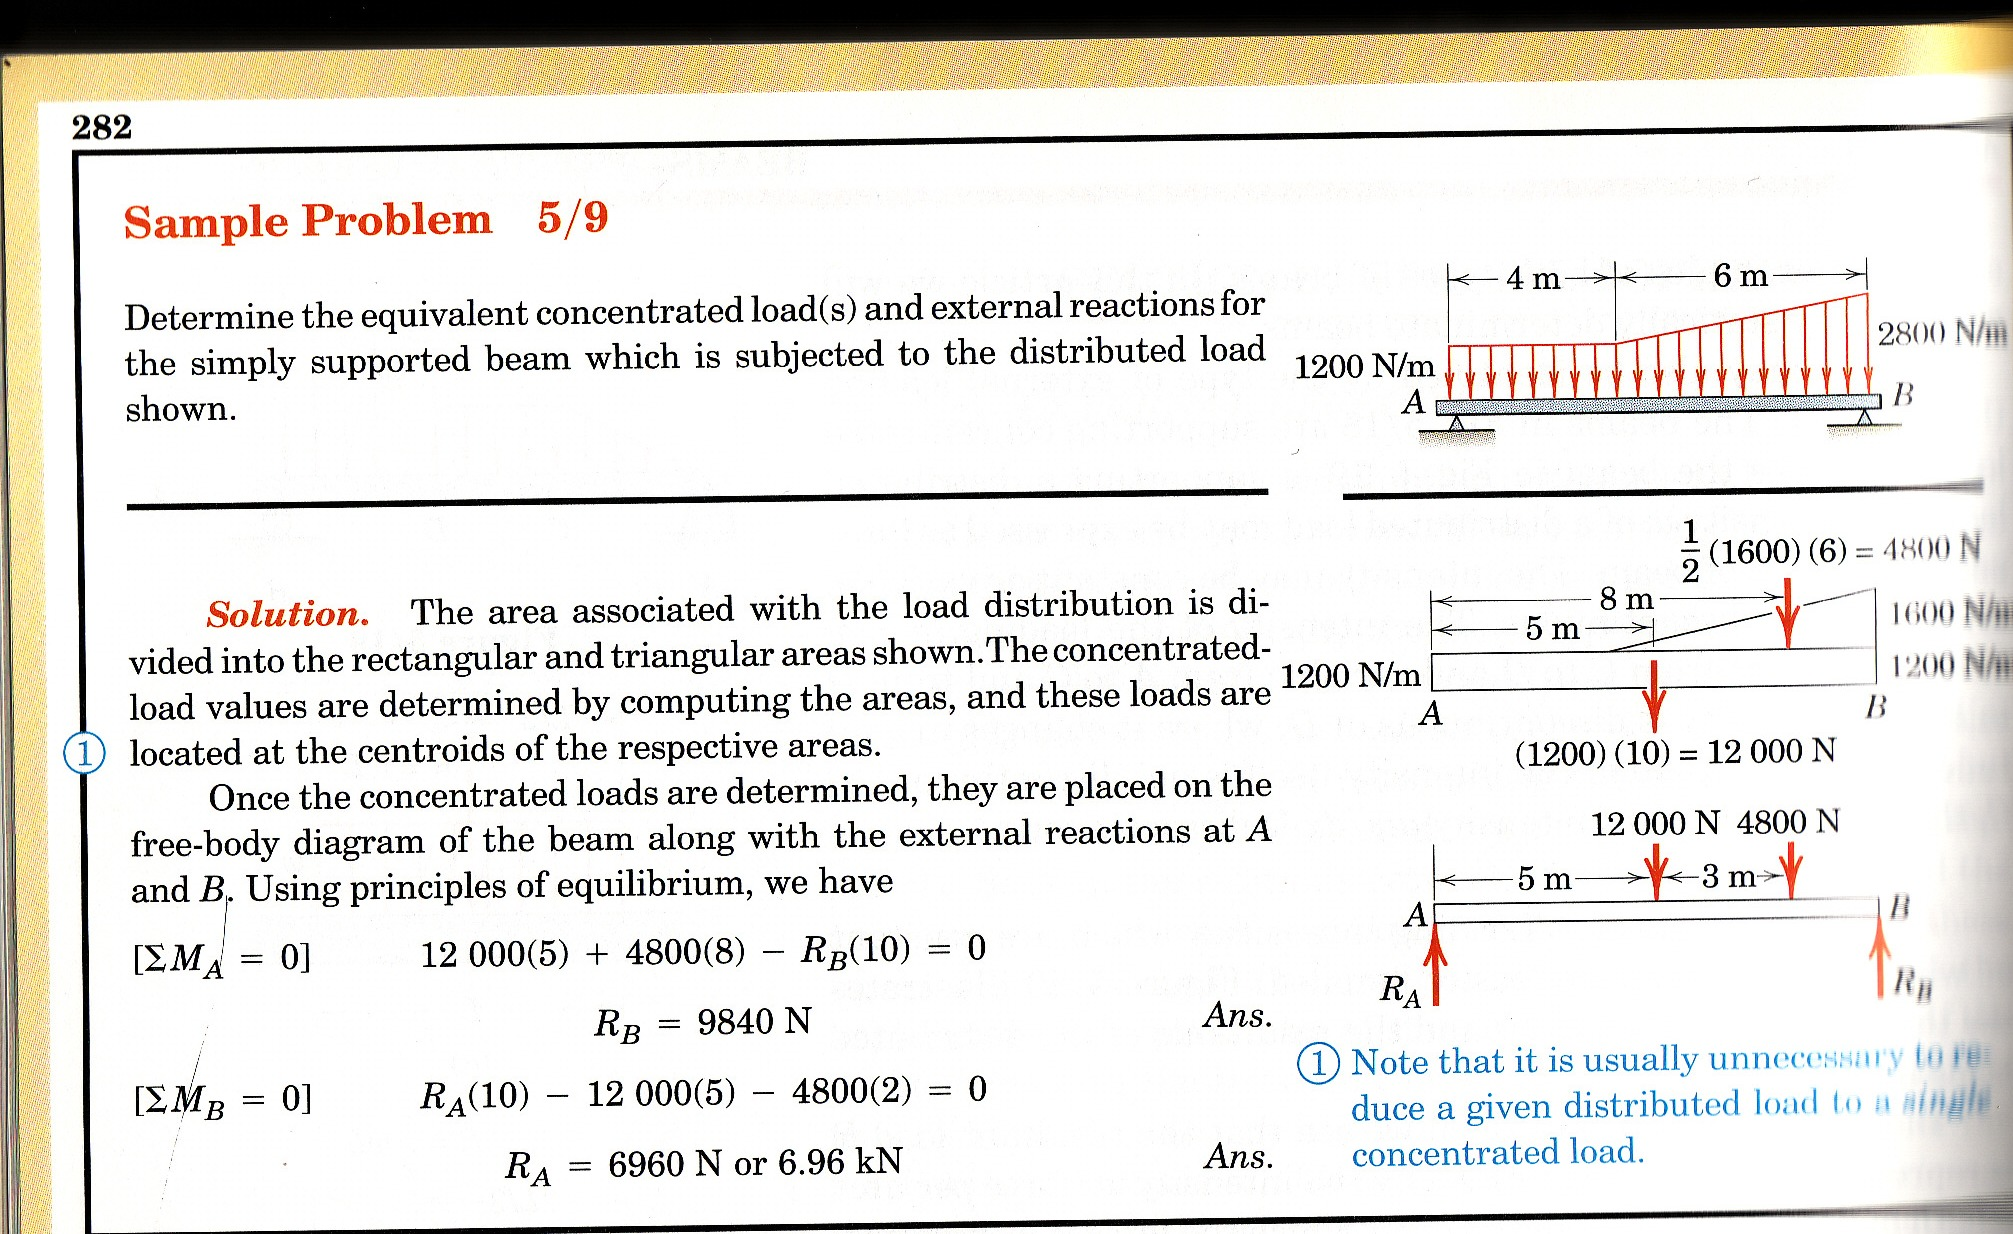 282
Sample Problem 5/9
Determine the equivalent concentrated load(s) and external reactions for
the simply supported beam which is subjected to the distributed load
shown.
4 m
6 m
2800 N/m
1200 N/m
A
B
Solution. The area associated with the load distribution is di-
vided into the rectangular and triangular areas shown. The concentrated-
load values are determined by computing the areas, and these loads are
① located at the centroids of the respective areas.
Once the concentrated loads are determined, they are placed on the
free-body diagram of the beam along with the external reactions at A
and B. Using principles of equilibrium, we have
[ΣM_A = 0] 12 000(5) + 4800(8) − R_B(10) = 0
R_B = 9840 N Ans.
[ΣM_B = 0] R_A(10) − 12 000(5) − 4800(2) = 0
R_A = 6960 N or 6.96 kN Ans.
1/2 (1600) (6) = 4800 N
8 m
1600 N/m
5 m
1200 N/m
1200 N/m
A
B
(1200) (10) = 12 000 N
12 000 N 4800 N
5 m
3 m
A
B
R_A
R_B
① Note that it is usually unnecessary to re-
duce a given distributed load to a single
concentrated load.